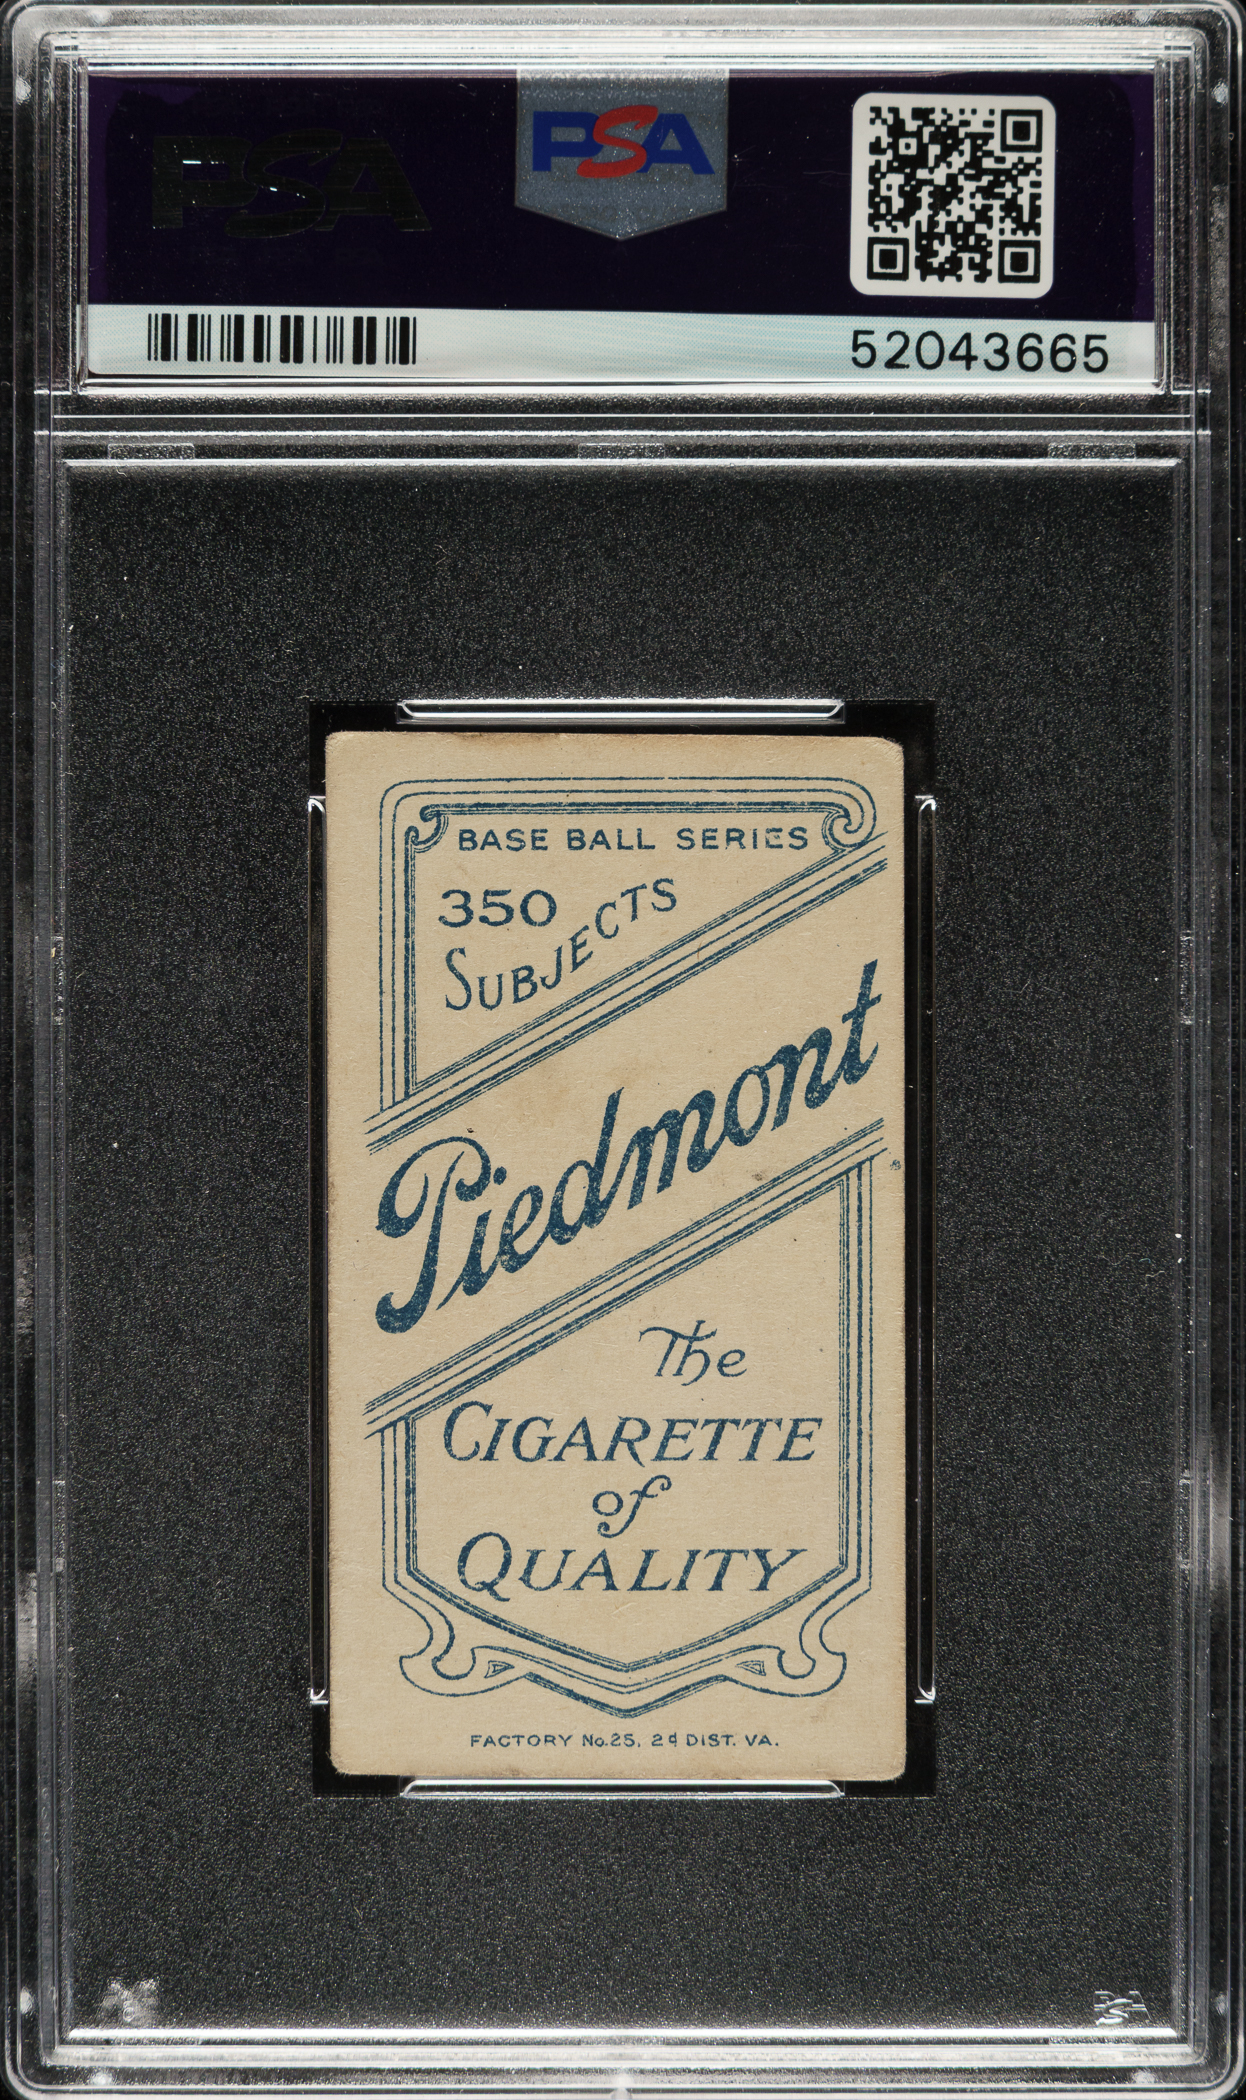 PSA
PSA
52043665
BASE BALL SERIES
350
SUBJECTS
Piedmont
The
CIGARETTE
of
QUALITY
FACTORY No. 25, 2d DIST. VA.
PSA